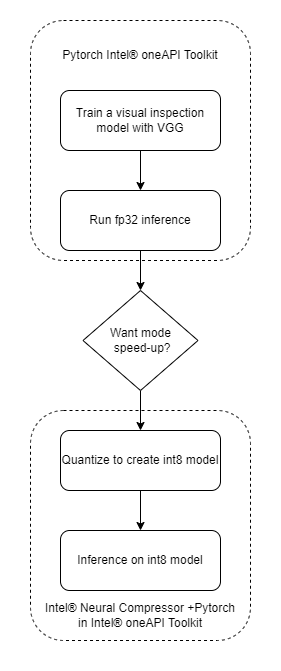 Pytorch Intel® oneAPI Toolkit
Train a visual inspection
model with VGG
Run fp32 inference
Want mode
speed-up?
Quantize to create int8 model
Inference on int8 model
Intel® Neural Compressor +Pytorch
in Intel® oneAPI Toolkit